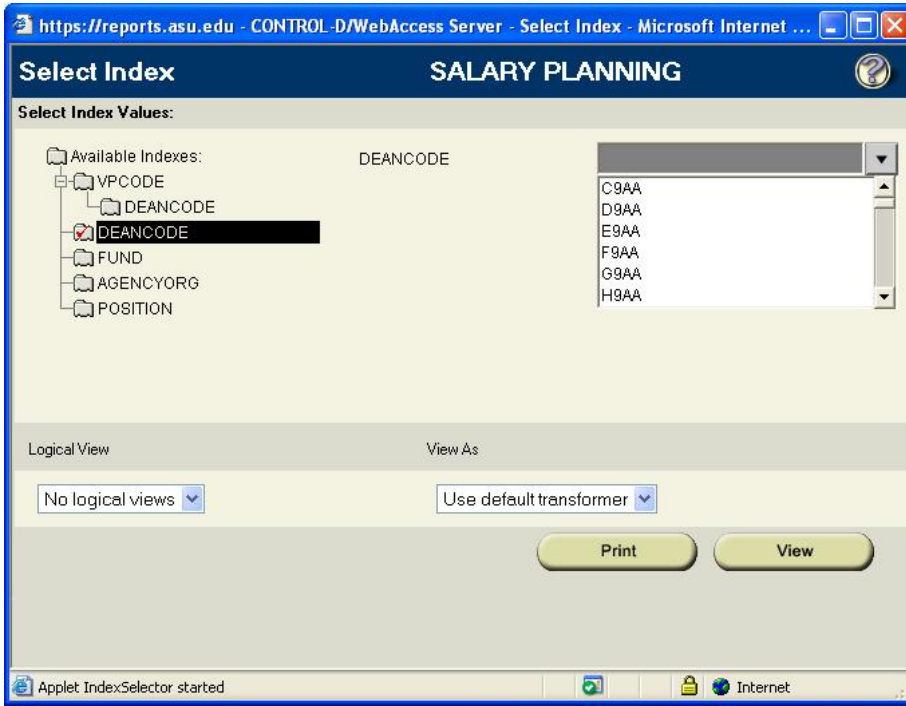 https://reports.asu.edu - CONTROL-D/WebAccess Server - Select Index - Microsoft Internet ...
Select Index SALARY PLANNING
Select Index Values:
Available Indexes: DEANCODE
VPCODE
DEANCODE
DEANCODE
FUND
AGENCYORG
POSITION
C9AA
D9AA
E9AA
F9AA
G9AA
H9AA
Logical View View As
No logical views Use default transformer
Print View
Applet IndexSelector started Internet